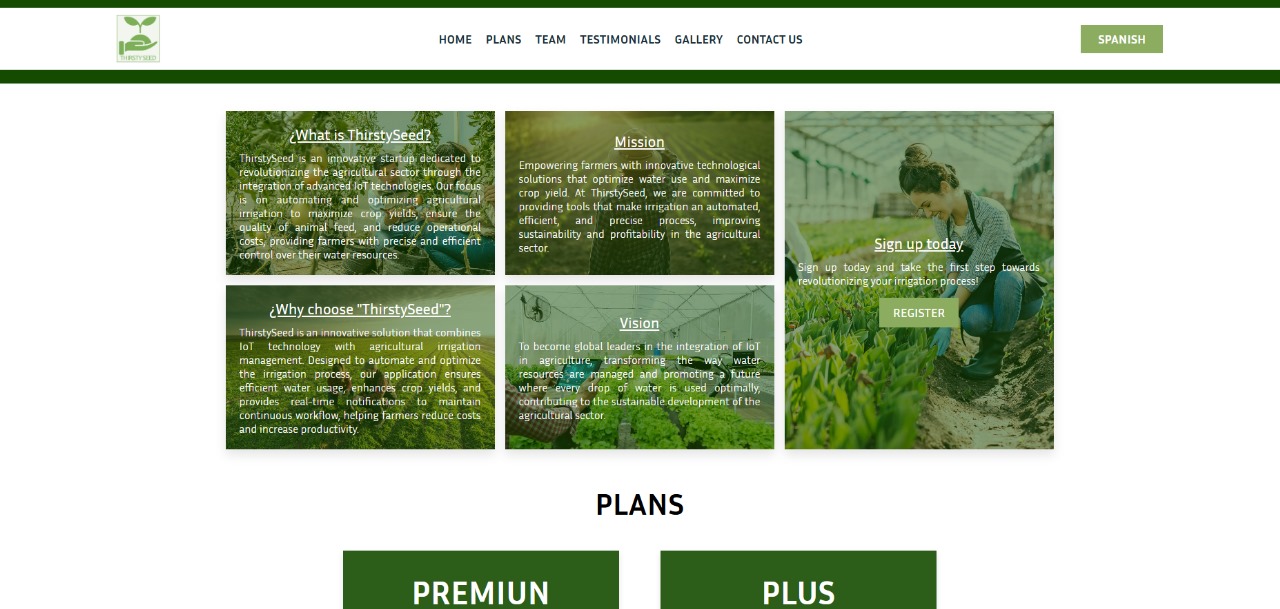 THIRSTYSEED
HOME PLANS TEAM TESTIMONIALS GALLERY CONTACT US
SPANISH
¿What is ThirstySeed?
ThirstySeed is an innovative startup dedicated to
revolutionizing the agricultural sector through the
integration of advanced IoT technologies. Our focus
is on automating and optimizing agricultural
irrigation to maximize crop yields, ensure the
quality of animal feed, and reduce operational
costs, providing farmers with precise and efficient
control over their water resources.
Mission
Empowering farmers with innovative technological
solutions that optimize water use and maximize
crop yield. At ThirstySeed, we are committed to
providing tools that make irrigation an automated,
efficient, and precise process, improving
sustainability and profitability in the agricultural
sector.
Sign up today
Sign up today and take the first step towards
revolutionizing your irrigation process!
REGISTER
¿Why choose "ThirstySeed"?
ThirstySeed is an innovative solution that combines
IoT technology with agricultural irrigation
management. Designed to automate and optimize
the irrigation process, our application ensures
efficient water usage, enhances crop yields, and
provides real-time notifications to maintain
continuous workflow, helping farmers reduce costs
and increase productivity.
Vision
To become global leaders in the integration of IoT
in agriculture, transforming the way water
resources are managed and promoting a future
where every drop of water is used optimally,
contributing to the sustainable development of the
agricultural sector.
PLANS
PREMIUN
PLUS